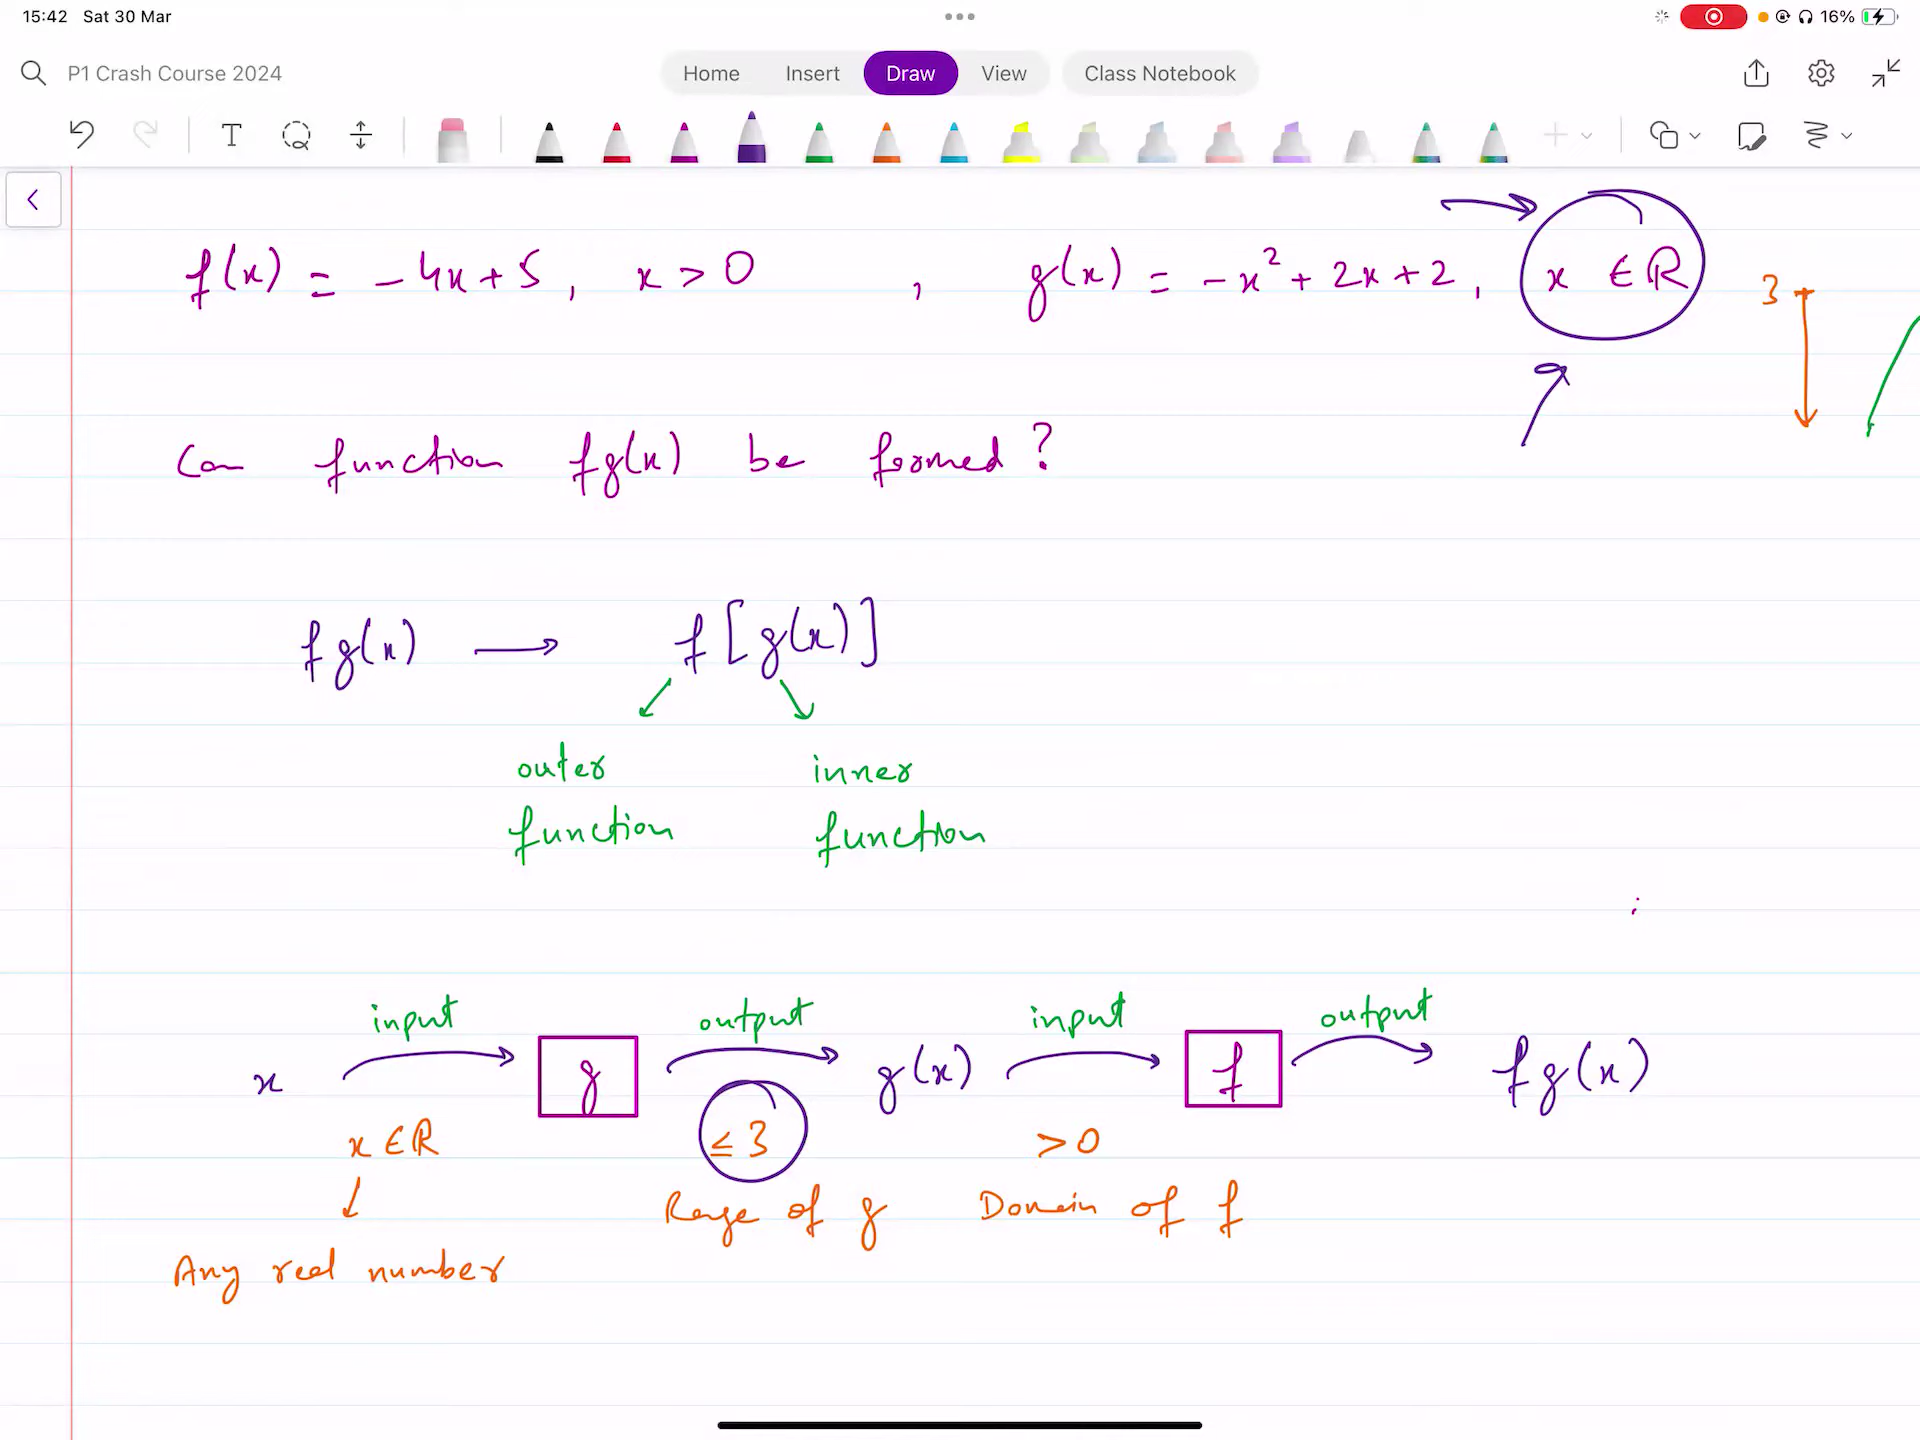 15:42 Sat 30 Mar 16%
P1 Crash Course 2024 Home Insert Draw View Class Notebook
T
f(x) = -4x+5, x > 0 , g(x) = -x² + 2x + 2, x ∈ ℝ 3
Can function fg(x) be formed?
fg(x) → f[g(x)]
outer inner
function function
input output input output
x g g(x) f fg(x)
x ∈ ℝ ≤ 3 > 0
Range of g Domain of f
Any real number